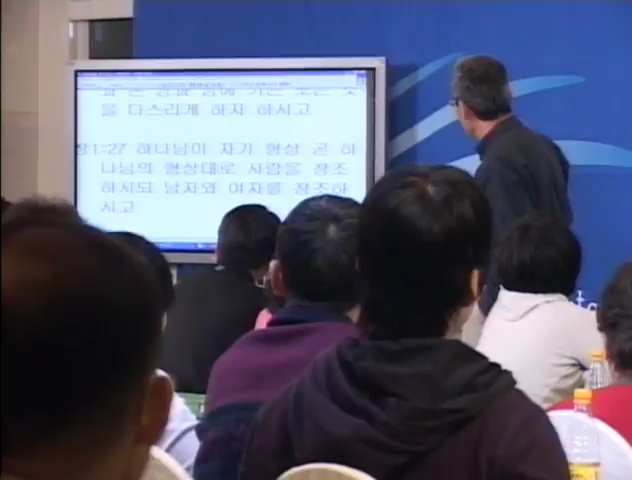 을 다스리게 하자 하시고
창1:27 하나님이 자기 형상 곧 하
나님의 형상대로 사람을 창조
하시되 남자와 여자를 창조하
시고